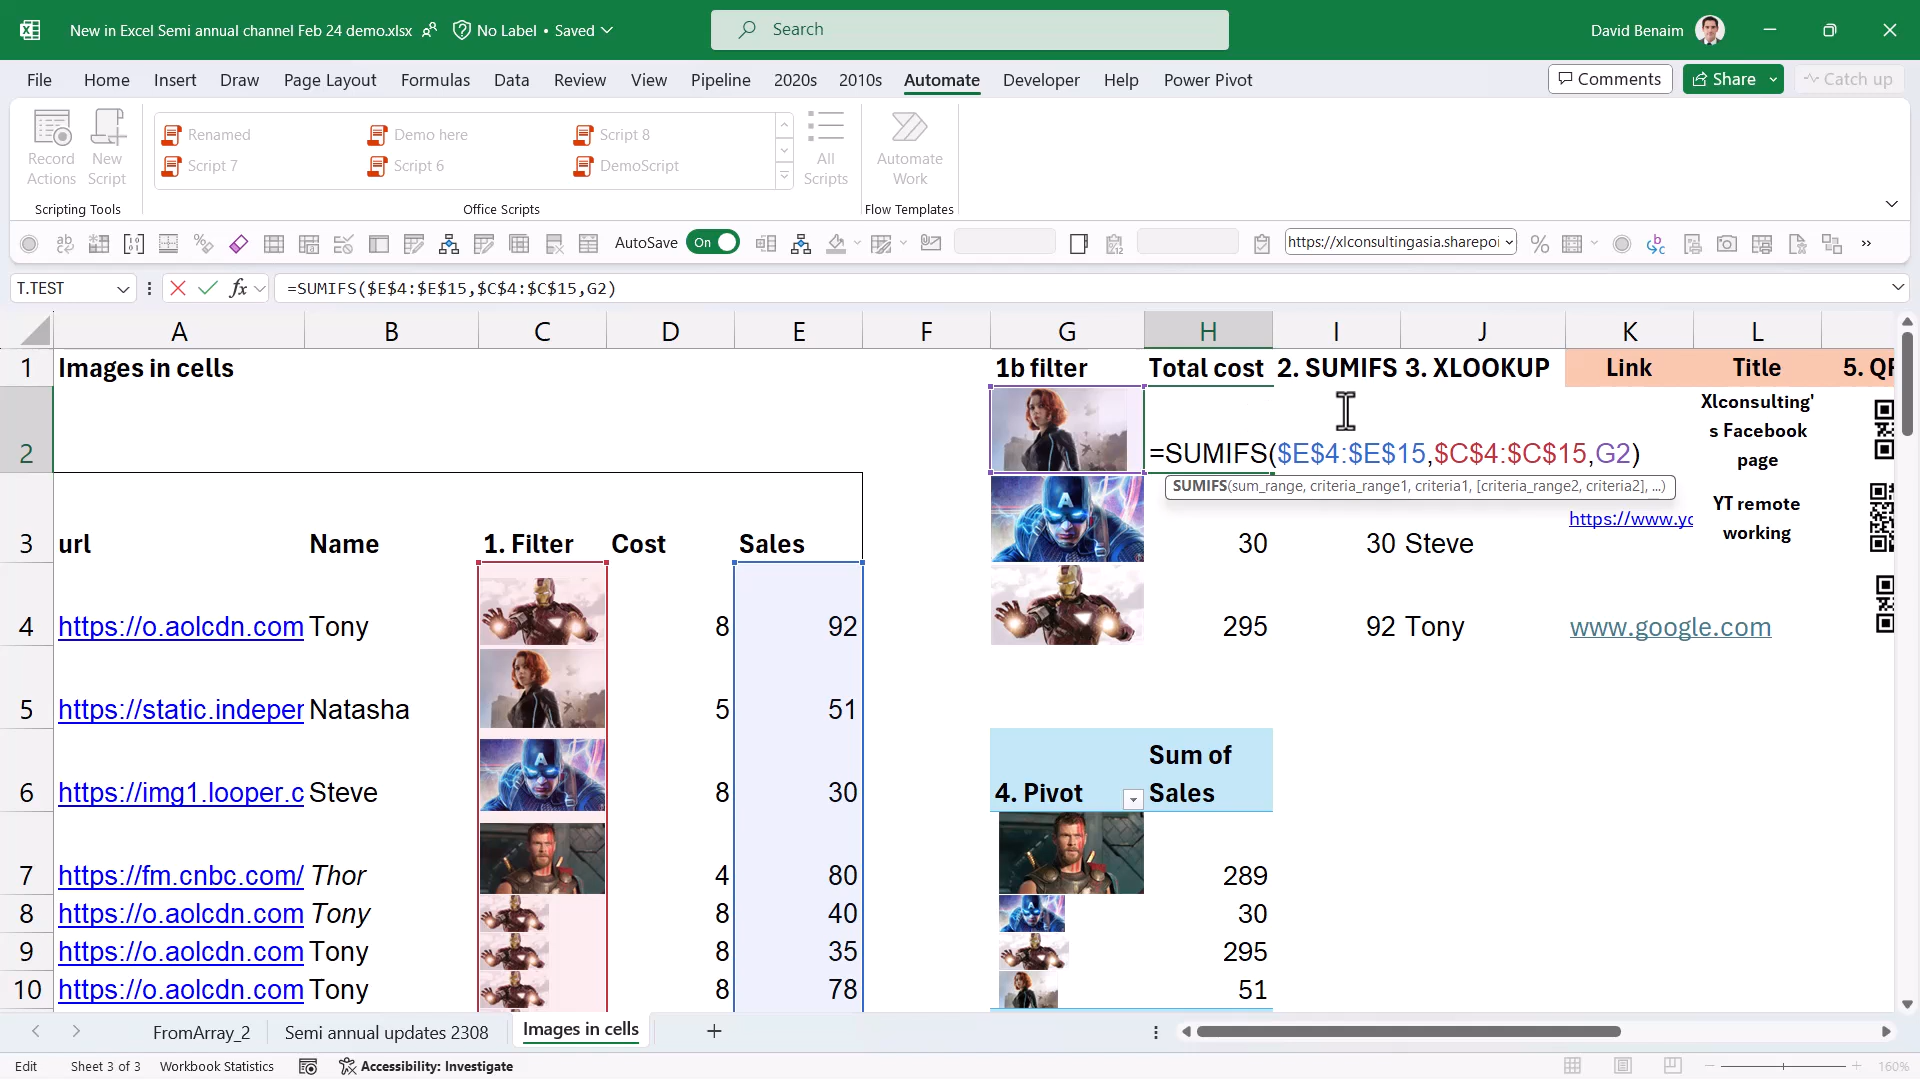 New in Excel Semi annual channel Feb 24 demo.xlsx No Label • Saved Search David Benaim
File Home Insert Draw Page Layout Formulas Data Review View Pipeline 2020s 2010s Automate Developer Help Power Pivot Comments Share Catch up
Record Actions New Script
Renamed Demo here Script 8
Script 7 Script 6 DemoScript
All Scripts Automate Work
Scripting Tools Office Scripts Flow Templates
AutoSave On https://xlconsultingasia.sharepoi
T.TEST fx =SUMIFS($E$4:$E$15,$C$4:$C$15,G2)
A B C D E F G H I J K L
1 Images in cells 1b filter Total cost 2. SUMIFS 3. XLOOKUP Link Title 5. QR
2 =SUMIFS($E$4:$E$15,$C$4:$C$15,G2) Xlconsulting's Facebook page
SUMIFS(sum_range, criteria_range1, criteria1, [criteria_range2, criteria2], ...)
3 url Name 1. Filter Cost Sales 30 30 Steve https://www.yo YT remote working
4 https://o.aolcdn.com Tony 8 92 295 92 Tony www.google.com
5 https://static.indeper Natasha 5 51
6 https://img1.looper.c Steve 8 30 4. Pivot Sum of Sales
7 https://fm.cnbc.com/ Thor 4 80 289
8 https://o.aolcdn.com Tony 8 40 30
9 https://o.aolcdn.com Tony 8 35 295
10 https://o.aolcdn.com Tony 8 78 51
FromArray_2 Semi annual updates 2308 Images in cells
Edit Sheet 3 of 3 Workbook Statistics Accessibility: Investigate 160%